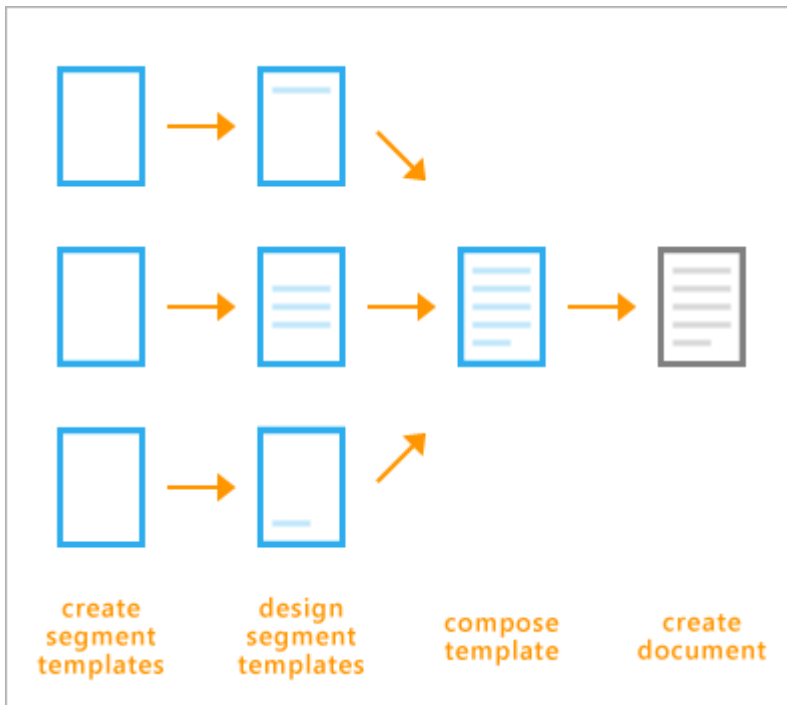 create
segment
templates
design
segment
templates
compose
template
create
document